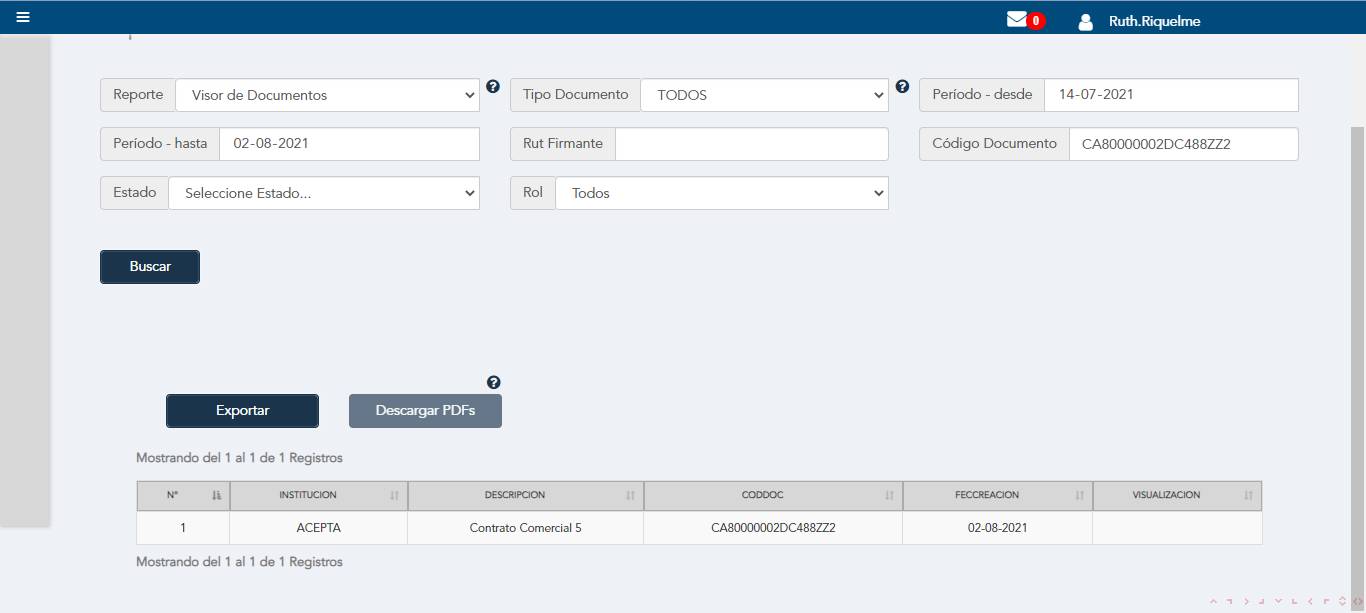 0 Ruth.Riquelme
Reporte Visor de Documentos ? Tipo Documento TODOS ? Período - desde 14-07-2021
Período - hasta 02-08-2021 Rut Firmante Código Documento CA80000002DC488ZZ2
Estado Seleccione Estado... Rol Todos
Buscar
?
Exportar Descargar PDFs
Mostrando del 1 al 1 de 1 Registros
N° INSTITUCION DESCRIPCION CODDOC FECCREACION VISUALIZACION
1 ACEPTA Contrato Comercial 5 CA80000002DC488ZZ2 02-08-2021
Mostrando del 1 al 1 de 1 Registros